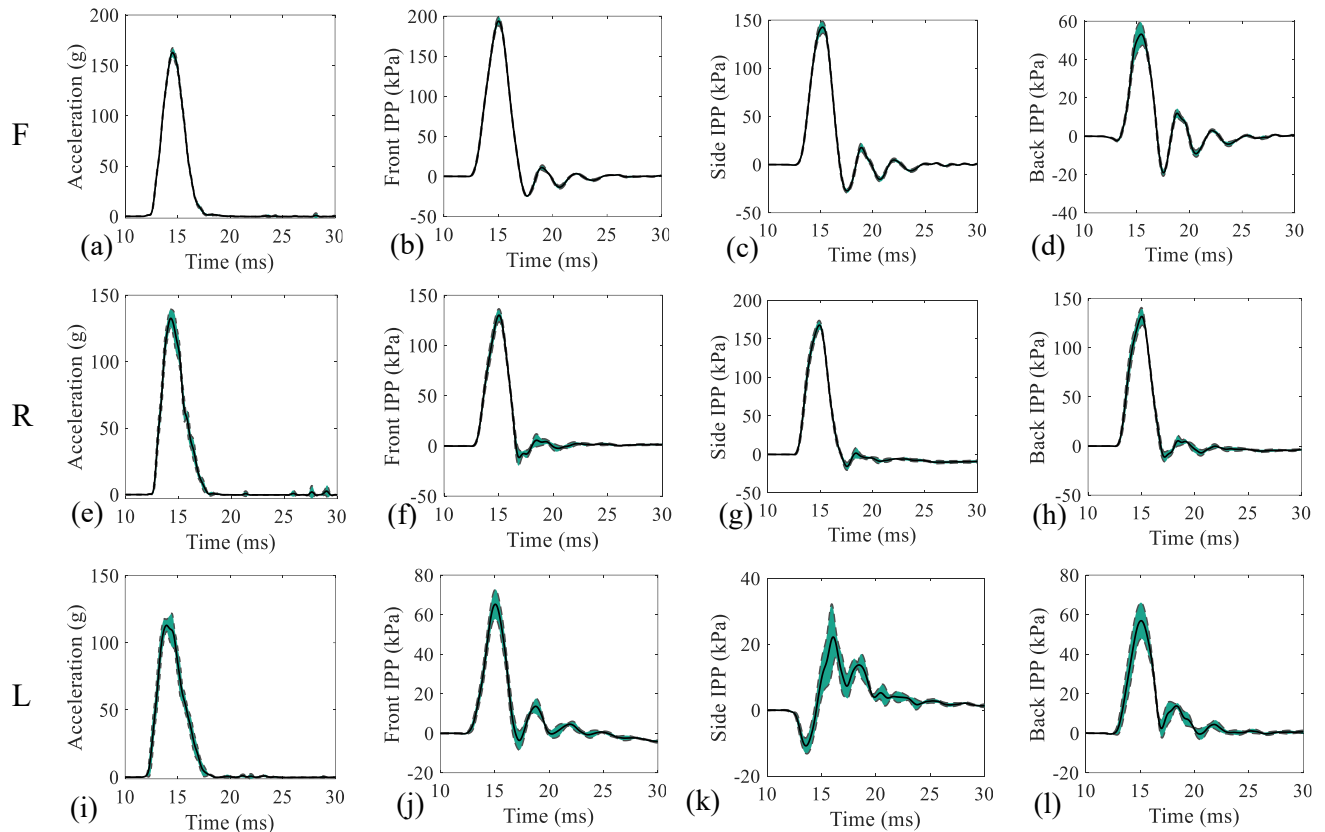 F
Acceleration (g)
200
150
100
50
0
10 15 20 25 30
Time (ms)
(a)
Front IPP (kPa)
200
150
100
50
0
-50
10 15 20 25 30
Time (ms)
(b)
Side IPP (kPa)
150
100
50
0
-50
10 15 20 25 30
Time (ms)
(c)
Back IPP (kPa)
60
40
20
0
-20
-40
10 15 20 25 30
Time (ms)
(d)
R
Acceleration (g)
150
100
50
0
10 15 20 25 30
Time (ms)
(e)
Front IPP (kPa)
150
100
50
0
-50
10 15 20 25 30
Time (ms)
(f)
Side IPP (kPa)
200
150
100
50
0
-50
10 15 20 25 30
Time (ms)
(g)
Back IPP (kPa)
150
100
50
0
-50
10 15 20 25 30
Time (ms)
(h)
L
Acceleration (g)
150
100
50
0
10 15 20 25 30
Time (ms)
(i)
Front IPP (kPa)
80
60
40
20
0
-20
10 15 20 25 30
Time (ms)
(j)
Side IPP (kPa)
40
20
0
-20
10 15 20 25 30
Time (ms)
(k)
Back IPP (kPa)
80
60
40
20
0
-20
10 15 20 25 30
Time (ms)
(l)